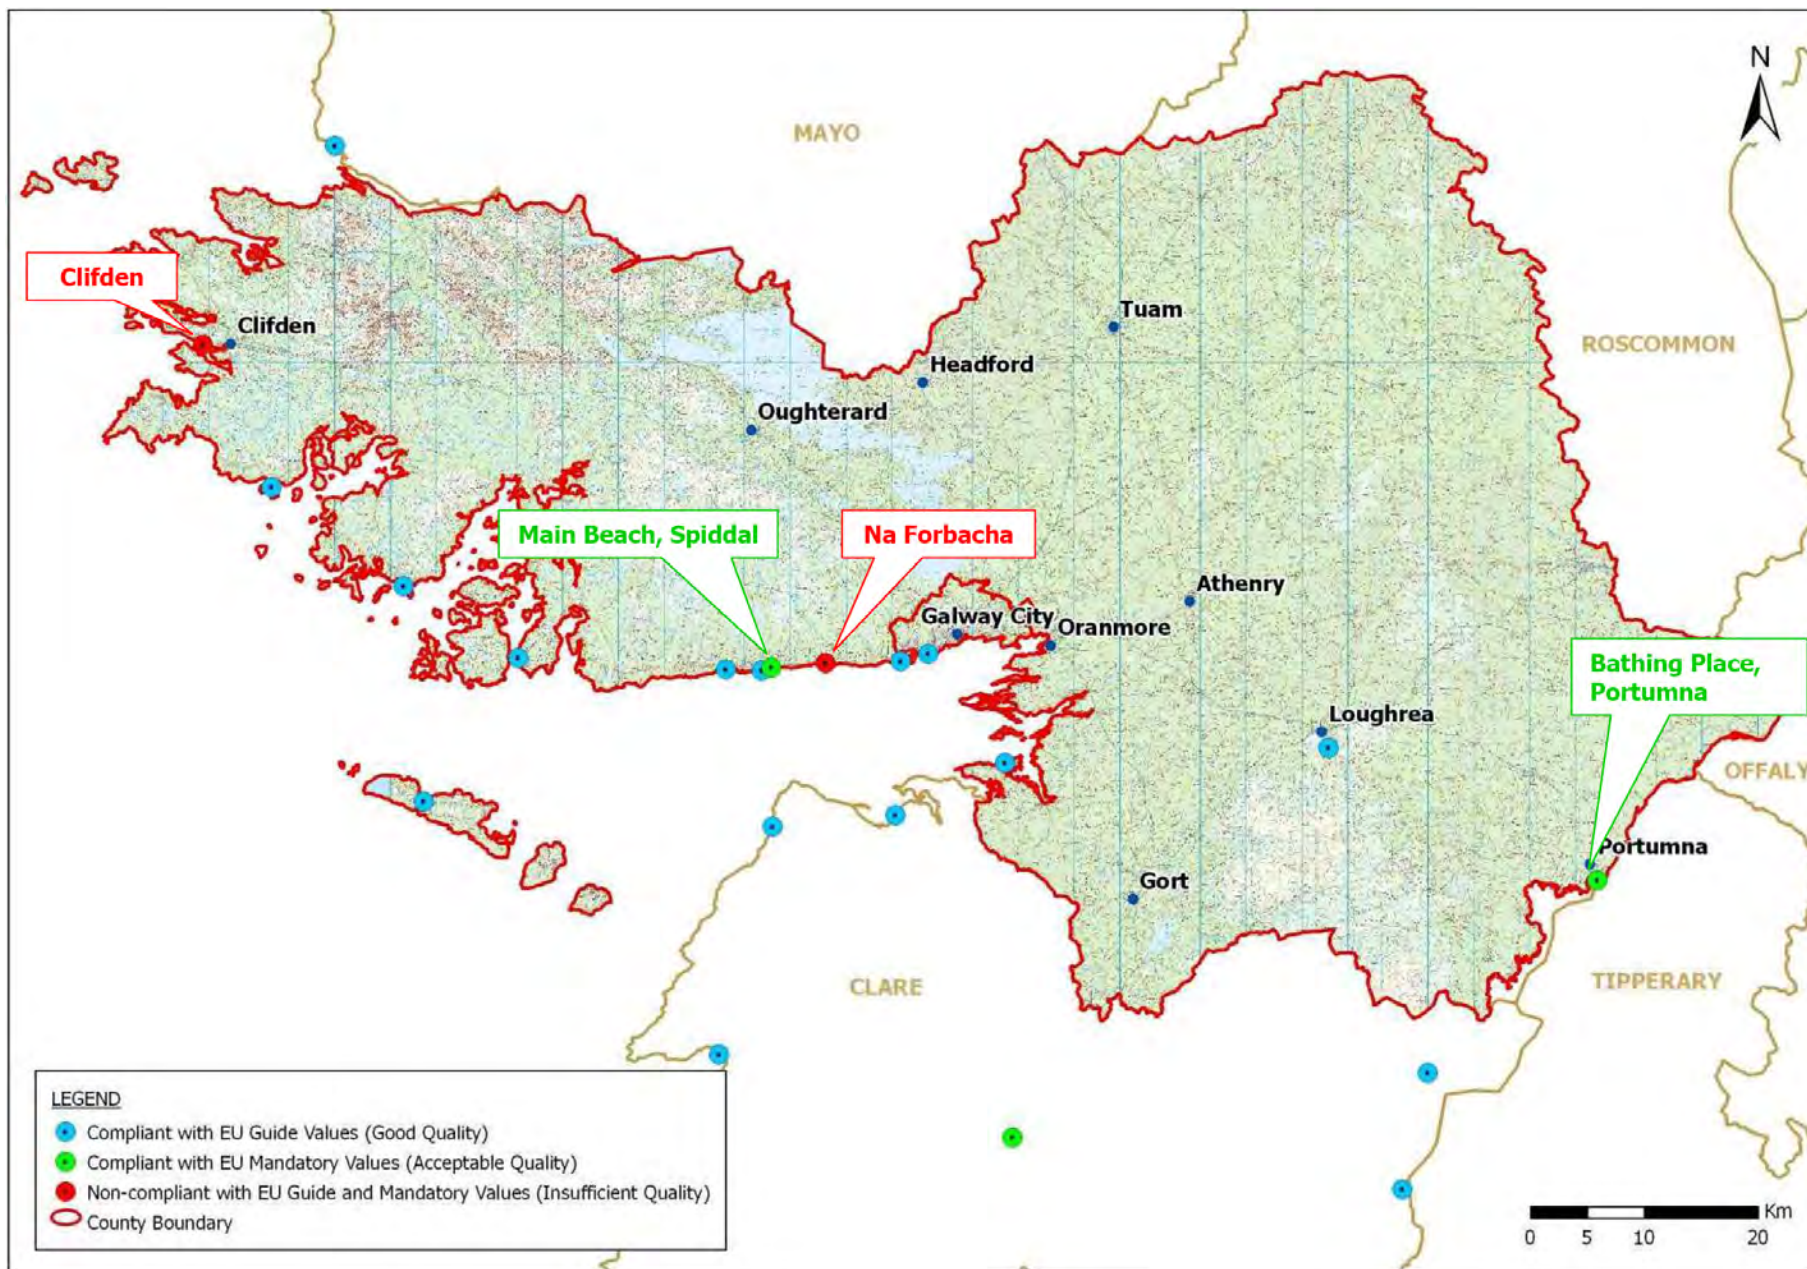 N
MAYO
Clifden
Clifden
Tuam
ROSCOMMON
Headford
Oughterard
Main Beach, Spiddal
Na Forbacha
Athenry
Galway City
Oranmore
Bathing Place,
Portumna
Loughrea
OFFALY
Portumna
Gort
CLARE
TIPPERARY
LEGEND
Compliant with EU Guide Values (Good Quality)
Compliant with EU Mandatory Values (Acceptable Quality)
Non-compliant with EU Guide and Mandatory Values (Insufficient Quality)
County Boundary
Km
0 5 10 20